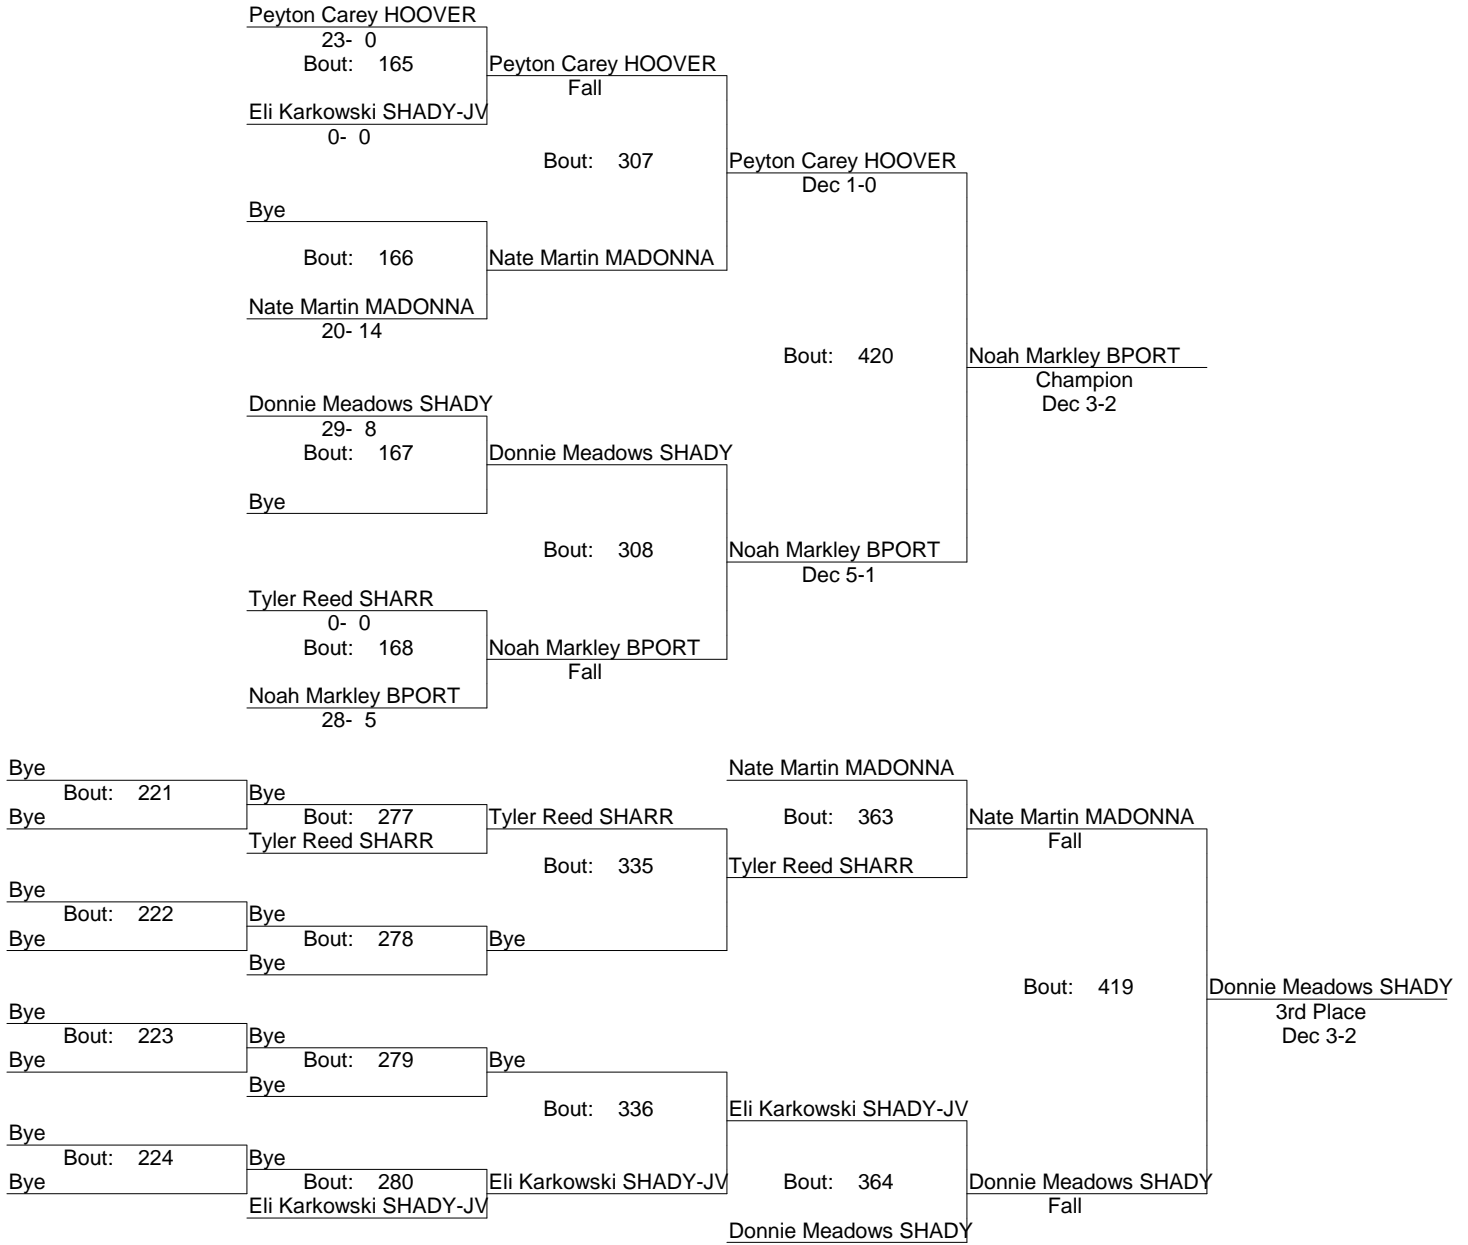 Peyton Carey HOOVER
23- 0
Bout: 165
Peyton Carey HOOVER
Fall
Eli Karkowski SHADY-JV
0- 0
Bout: 307
Peyton Carey HOOVER
Dec 1-0
Bye
Bout: 166
Nate Martin MADONNA
Nate Martin MADONNA
20- 14
Bout: 420
Noah Markley BPORT
Champion
Dec 3-2
Donnie Meadows SHADY
29- 8
Bout: 167
Donnie Meadows SHADY
Bye
Bout: 308
Noah Markley BPORT
Dec 5-1
Tyler Reed SHARR
0- 0
Bout: 168
Noah Markley BPORT
Fall
Noah Markley BPORT
28- 5
Bye
Nate Martin MADONNA
Bout: 221
Bye
Bye
Bout: 277
Tyler Reed SHARR
Bout: 363
Nate Martin MADONNA
Fall
Tyler Reed SHARR
Bout: 335
Tyler Reed SHARR
Bye
Bout: 222
Bye
Bye
Bout: 278
Bye
Bye
Bout: 419
Donnie Meadows SHADY
3rd Place
Dec 3-2
Bye
Bout: 223
Bye
Bye
Bout: 279
Bye
Bye
Bout: 336
Eli Karkowski SHADY-JV
Bye
Bout: 224
Bye
Bye
Bout: 280
Eli Karkowski SHADY-JV
Bout: 364
Donnie Meadows SHADY
Fall
Eli Karkowski SHADY-JV
Donnie Meadows SHADY